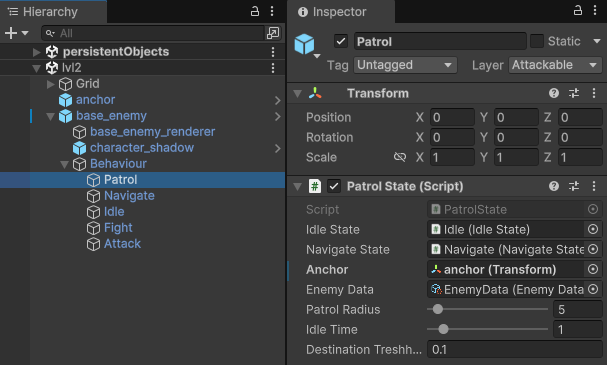 Hierarchy
All
persistentObjects
lvl2
Grid
anchor
base_enemy
base_enemy_renderer
character_shadow
Behaviour
Patrol
Navigate
Idle
Fight
Attack
Inspector
Patrol
Static
Tag Untagged Layer Attackable
Transform
Position X 0 Y 0 Z 0
Rotation X 0 Y 0 Z 0
Scale X 1 Y 1 Z 1
# Patrol State (Script)
Script # PatrolState
Idle State # Idle (Idle State)
Navigate State # Navigate (Navigate State
Anchor anchor (Transform)
Enemy Data EnemyData (Enemy Data
Patrol Radius 5
Idle Time 1
Destination Treshh... 0.1